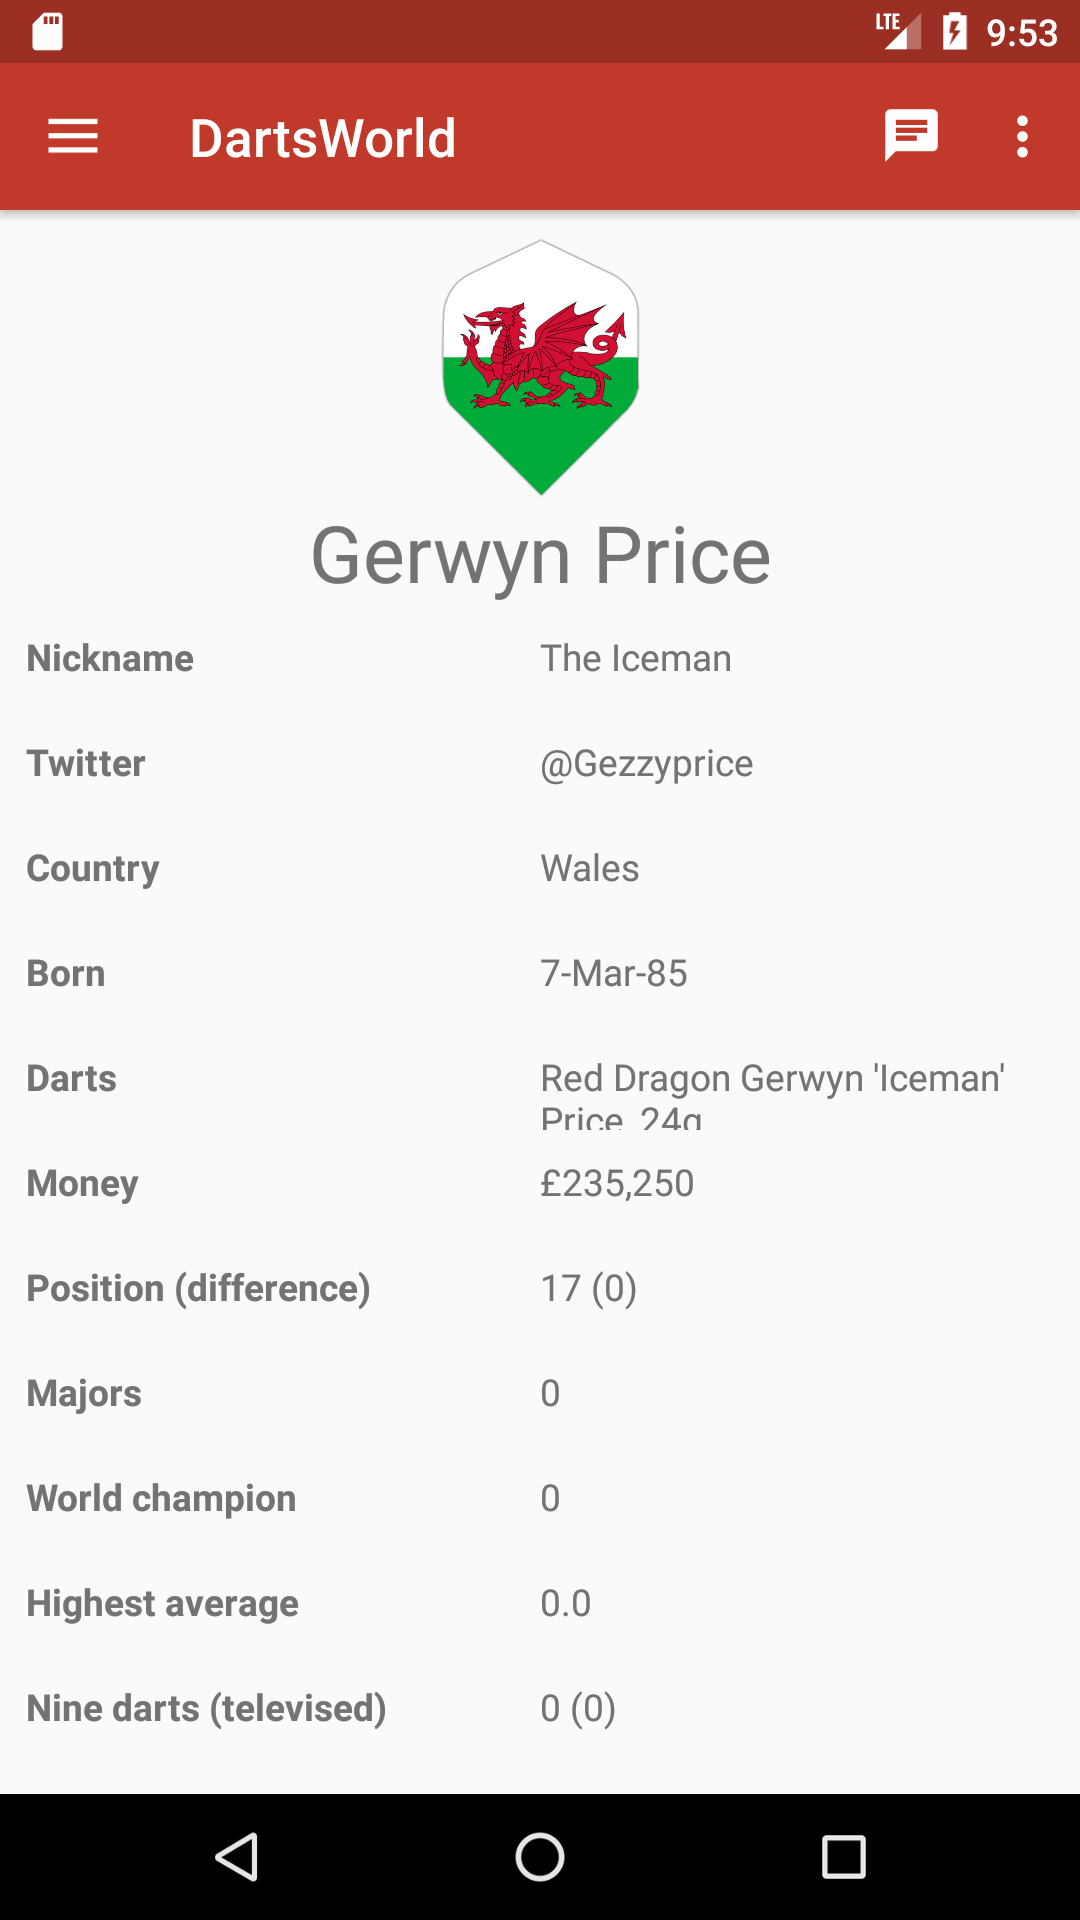 LTE 9:53
DartsWorld
Gerwyn Price
Nickname The Iceman
Twitter @Gezzyprice
Country Wales
Born 7-Mar-85
Darts Red Dragon Gerwyn 'Iceman'
Price 24g
Money £235,250
Position (difference) 17 (0)
Majors 0
World champion 0
Highest average 0.0
Nine darts (televised) 0 (0)